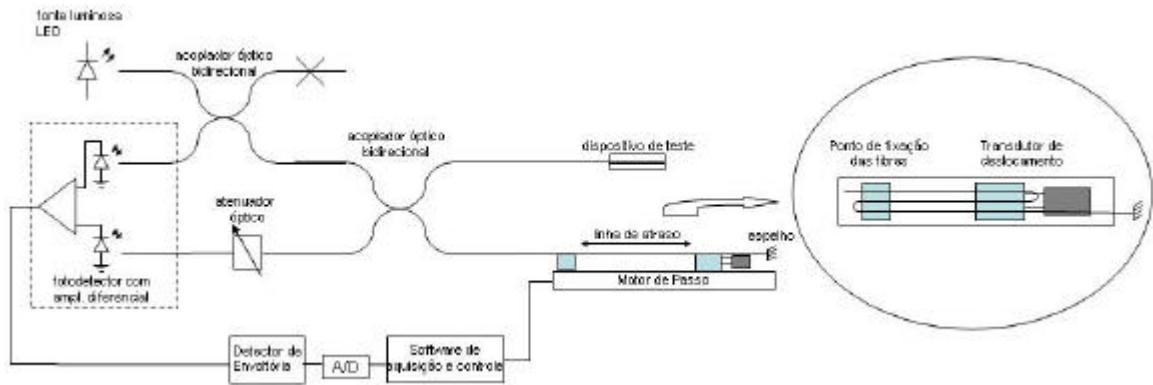 fonte luminosa
LED
acoplador óptico
bidirecional
acoplador óptico
bidirecional
dispositivo de teste
Ponto de fixação
das fibras
Transdutor de
deslocamento
atenuador
óptico
linha de atraso
espelho
Motor de Passo
fotodetector com
ampl. diferencial
Detector de
Envoltória
A/D
Software de
aquisição e controle